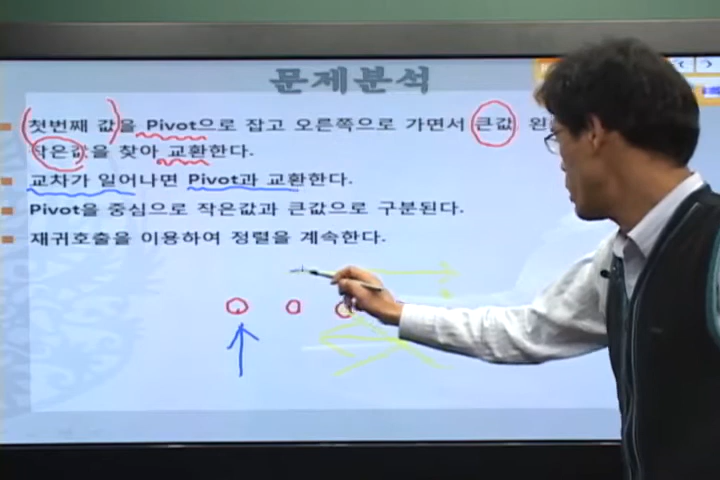 문제분석
첫번째 값을 Pivot으로 잡고 오른쪽으로 가면서 큰값
작은값을 찾아 교환한다.
교차가 일어나면 Pivot과 교환한다.
Pivot을 중심으로 작은값과 큰값으로 구분된다.
재귀호출을 이용하여 정렬을 계속한다.